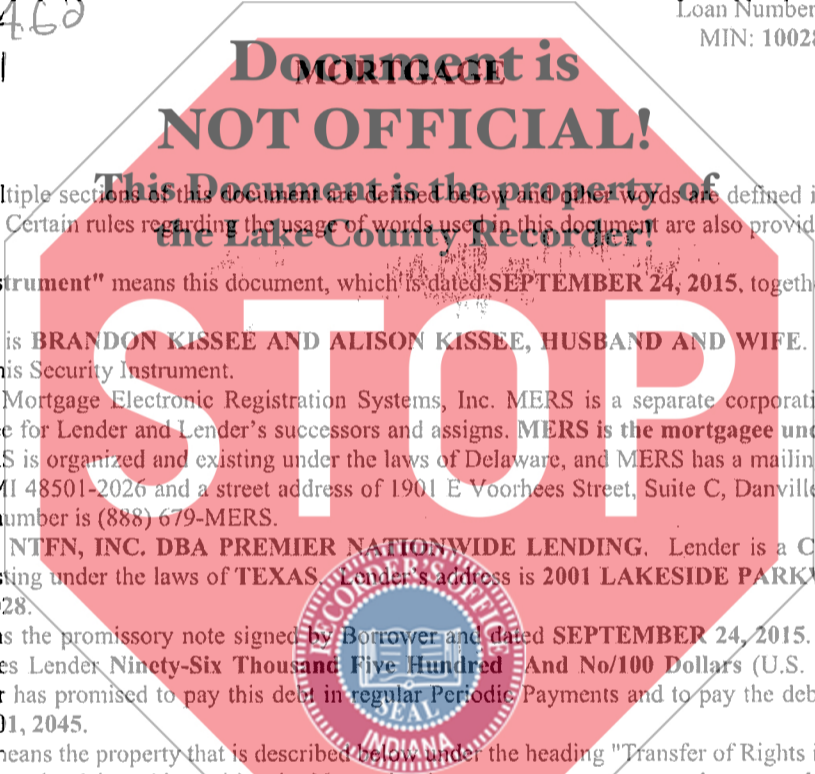 462
Loan Number
MIN: 10028
MORTGAGE
Document is
NOT OFFICIAL!
This Document is the property of
the Lake County Recorder!
ltiple sections of this document are defined below and other words are defined i
Certain rules regarding the usage of words used in this document are also provid
strument" means this document, which is dated SEPTEMBER 24, 2015, togeth
is BRANDON KISSEE AND ALISON KISSEE, HUSBAND AND WIFE.
is Security Instrument.
Mortgage Electronic Registration Systems, Inc. MERS is a separate corporati
e for Lender and Lender's successors and assigns. MERS is the mortgagee und
S is organized and existing under the laws of Delaware, and MERS has a mailin
MI 48501-2026 and a street address of 1901 E Voorhees Street, Suite C, Danville
umber is (888) 679-MERS.
NTFN, INC. DBA PREMIER NATIONWIDE LENDING. Lender is a C
ting under the laws of TEXAS. Lender's address is 2001 LAKESIDE PARKW
028.
s the promissory note signed by Borrower and dated SEPTEMBER 24, 2015.
es Lender Ninety-Six Thousand Five Hundred And No/100 Dollars (U.S.
r has promised to pay this debt in regular Periodic Payments and to pay the deb
01, 2045.
means the property that is described below under the heading "Transfer of Rights i
STOP
RECORDER'S OFFICE
SEAL
INDIANA